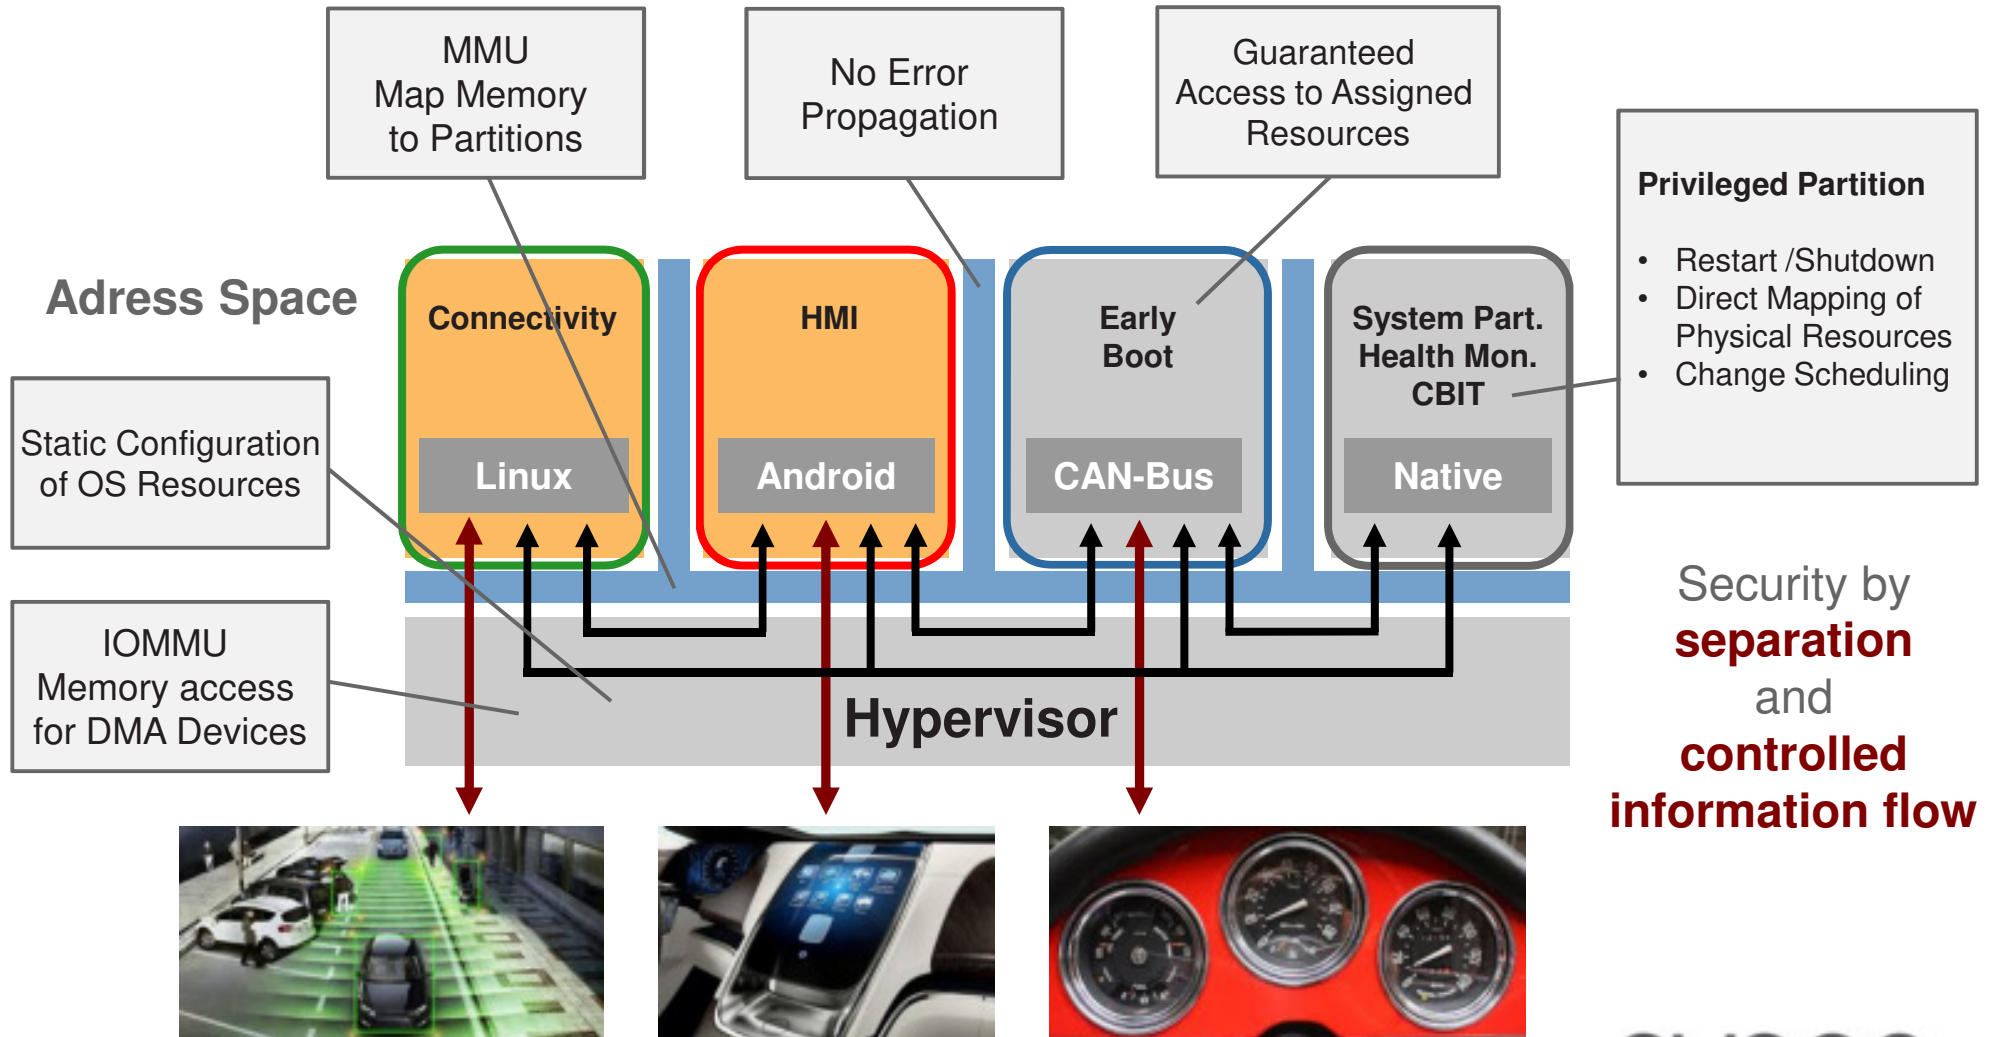 MMU
Map Memory
to Partitions
No Error
Propagation
Guaranteed
Access to Assigned
Resources
Privileged Partition
• Restart /Shutdown
• Direct Mapping of
Physical Resources
• Change Scheduling
Adress Space
Connectivity
HMI
Early
Boot
System Part.
Health Mon.
CBIT
Static Configuration
of OS Resources
Linux
Android
CAN-Bus
Native
IOMMU
Memory access
for DMA Devices
Hypervisor
Security by
separation
and
controlled
information flow